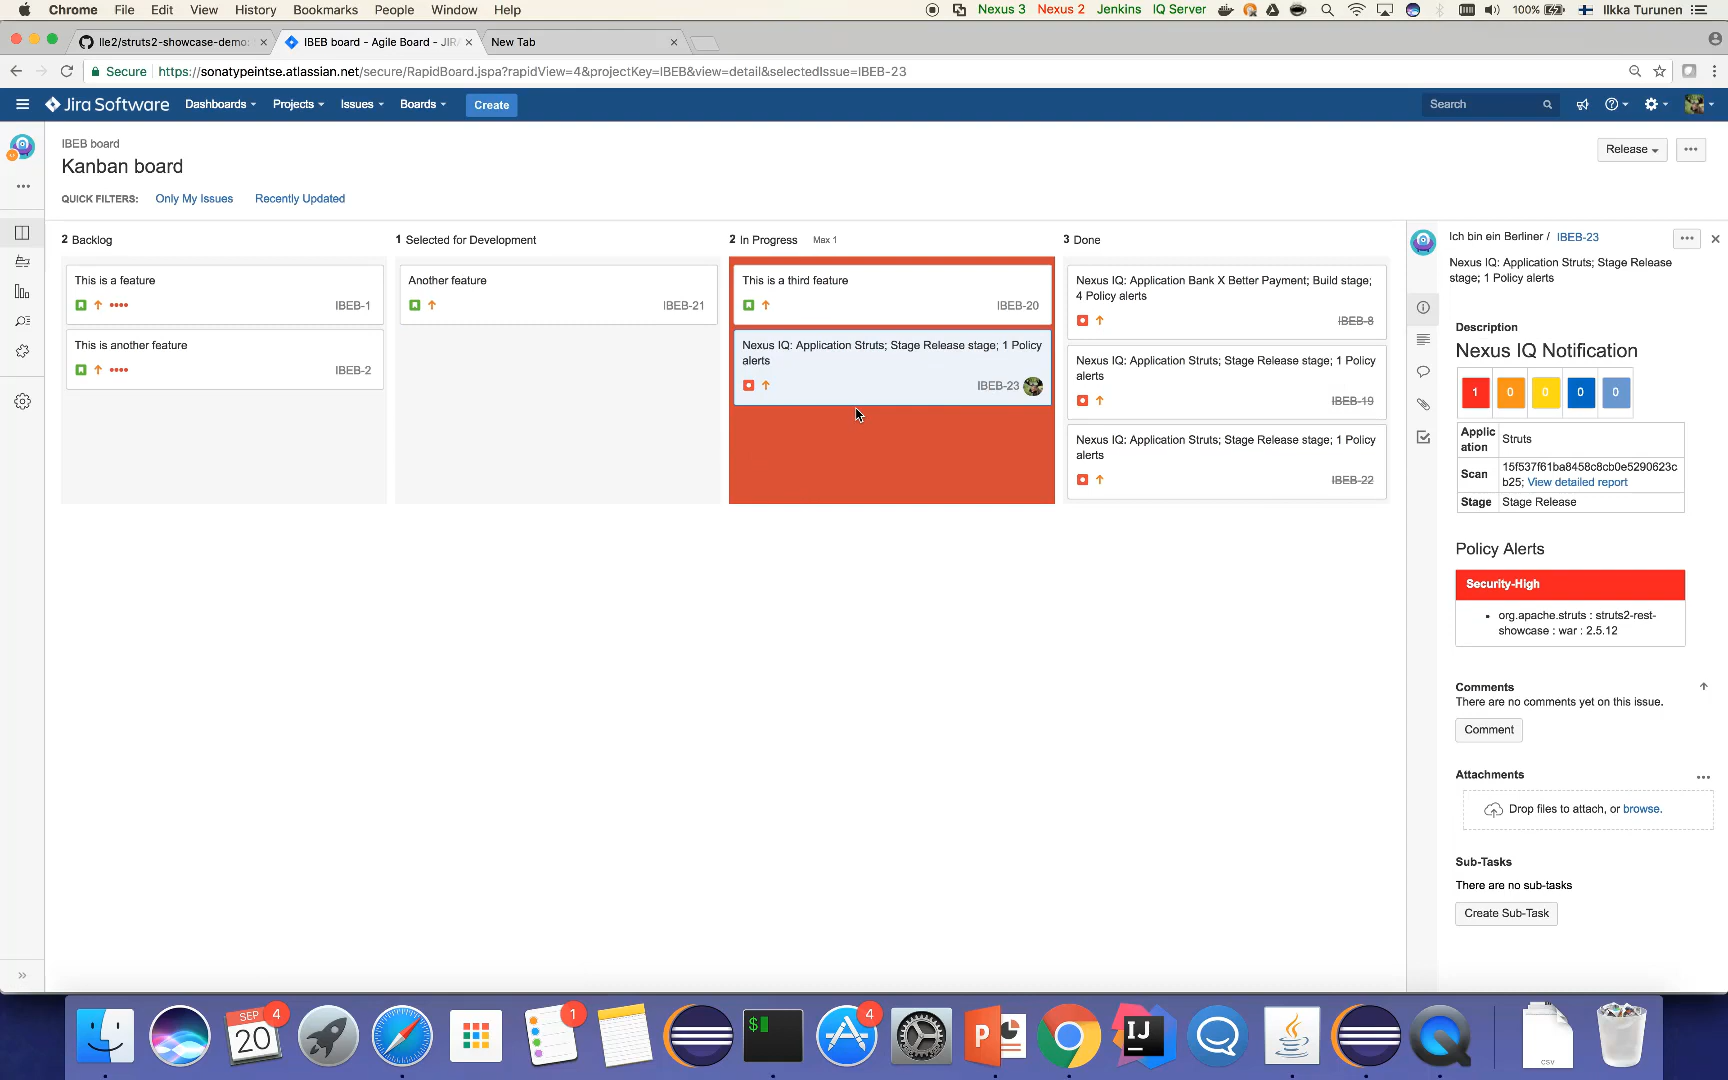 Chrome File Edit View History Bookmarks People Window Help
Nexus 3 Nexus 2 Jenkins IQ Server 100% Ilkka Turunen
lle2/struts2-showcase-demo:
IBEB board - Agile Board - JIRA
New Tab
Secure https://sonatypeintse.atlassian.net/secure/RapidBoard.jspa?rapidView=4&projectKey=IBEB&view=detail&selectedIssue=IBEB-23
Jira Software Dashboards Projects Issues Boards Create Search
IBEB board
Kanban board
Release
QUICK FILTERS: Only My Issues Recently Updated
2 Backlog
This is a feature
IBEB-1
This is another feature
IBEB-2
1 Selected for Development
Another feature
IBEB-21
2 In Progress Max 1
This is a third feature
IBEB-20
Nexus IQ: Application Struts; Stage Release stage; 1 Policy
alerts
IBEB-23
3 Done
Nexus IQ: Application Bank X Better Payment; Build stage;
4 Policy alerts
IBEB-8
Nexus IQ: Application Struts; Stage Release stage; 1 Policy
alerts
IBEB-19
Nexus IQ: Application Struts; Stage Release stage; 1 Policy
alerts
IBEB-22
Ich bin ein Berliner / IBEB-23
Nexus IQ: Application Struts; Stage Release
stage; 1 Policy alerts
Description
Nexus IQ Notification
1 0 0 0 0
Applic
ation
Struts
Scan
15f537f61ba8458c8cb0e5290623c
b25; View detailed report
Stage Stage Release
Policy Alerts
Security-High
• org.apache.struts : struts2-rest-
showcase : war : 2.5.12
Comments
There are no comments yet on this issue.
Comment
Attachments
Drop files to attach, or browse.
Sub-Tasks
There are no sub-tasks
Create Sub-Task
SEP
20
4
1
$
4
P
IJ
CSV